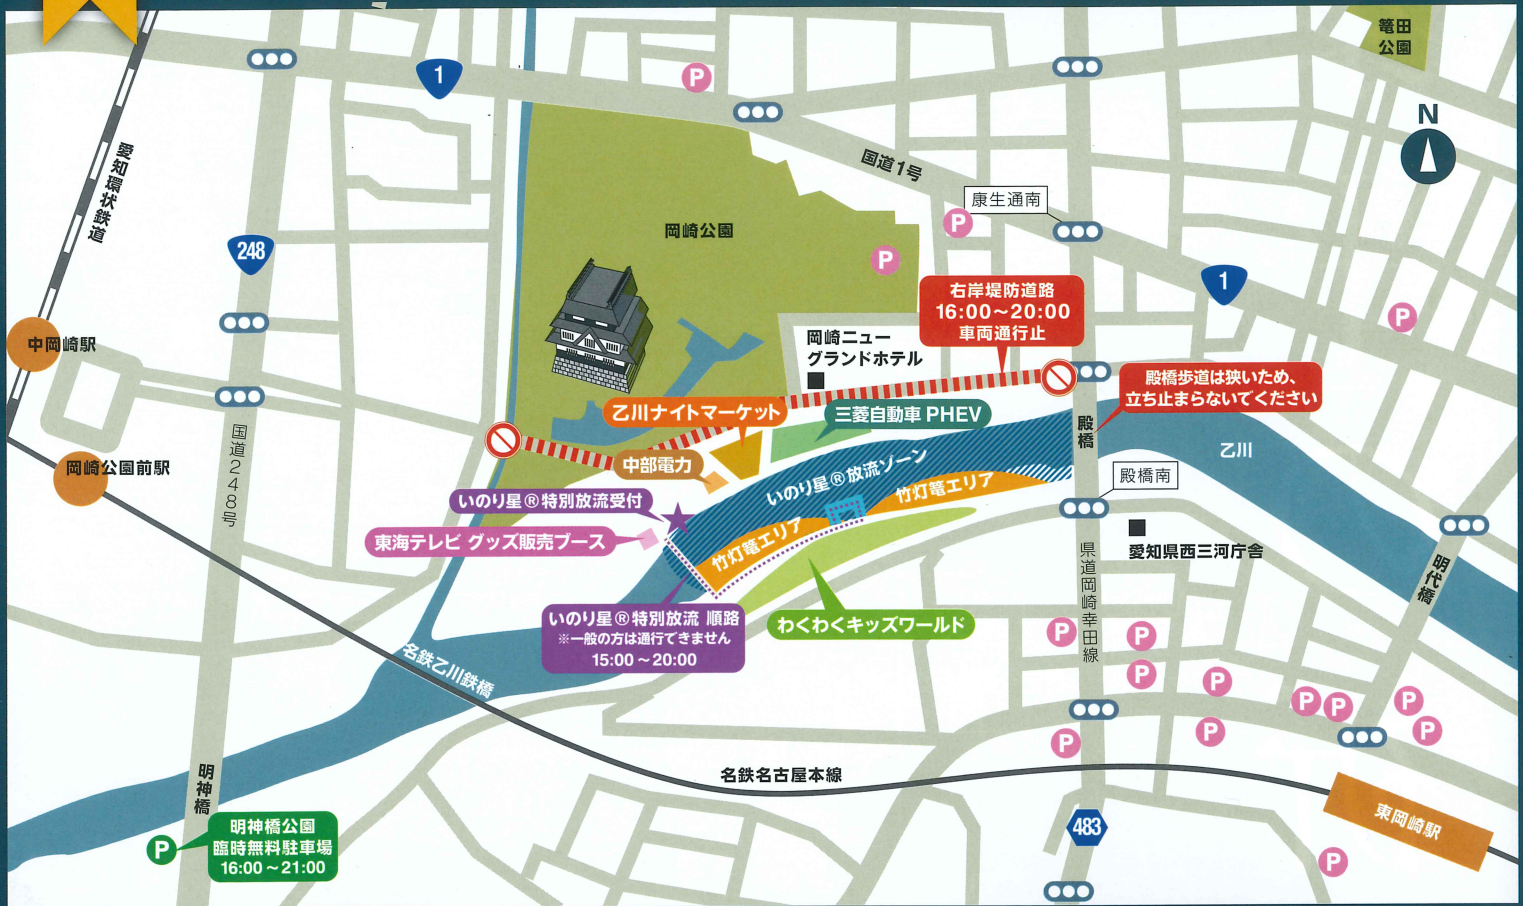 籠田
公園
P
1
N
愛知環状鉄道
国道1号
康生通南
P
岡崎公園
P
248
1
右岸堤防道路
16:00～20:00
車両通行止
P
中岡崎駅
岡崎ニュー
グランドホテル
殿橋歩道は狭いため、
立ち止まらないでください
乙川ナイトマーケット
三菱自動車 PHEV
殿橋
乙川
国道248号
中部電力
岡崎公園前駅
いのり星®放流ゾーン
竹灯篭エリア
殿橋南
いのり星®特別放流受付
東海テレビ グッズ販売ブース
竹灯篭エリア
愛知県西三河庁舎
県道岡崎幸田線
明代橋
いのり星®特別放流 順路
※一般の方は通行できません
15:00～20:00
わくわくキッズワールド
P
P
名鉄乙川鉄橋
P
P
P
P
P
P
P
P
明神橋
名鉄名古屋本線
東岡崎駅
483
P
明神橋公園
臨時無料駐車場
16:00～21:00
P